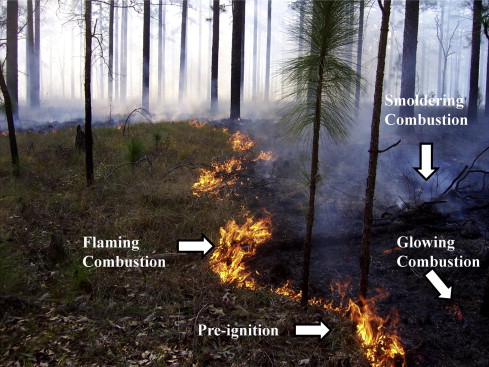 Smoldering
Combustion
Flaming
Combustion
Glowing
Combustion
Pre-ignition